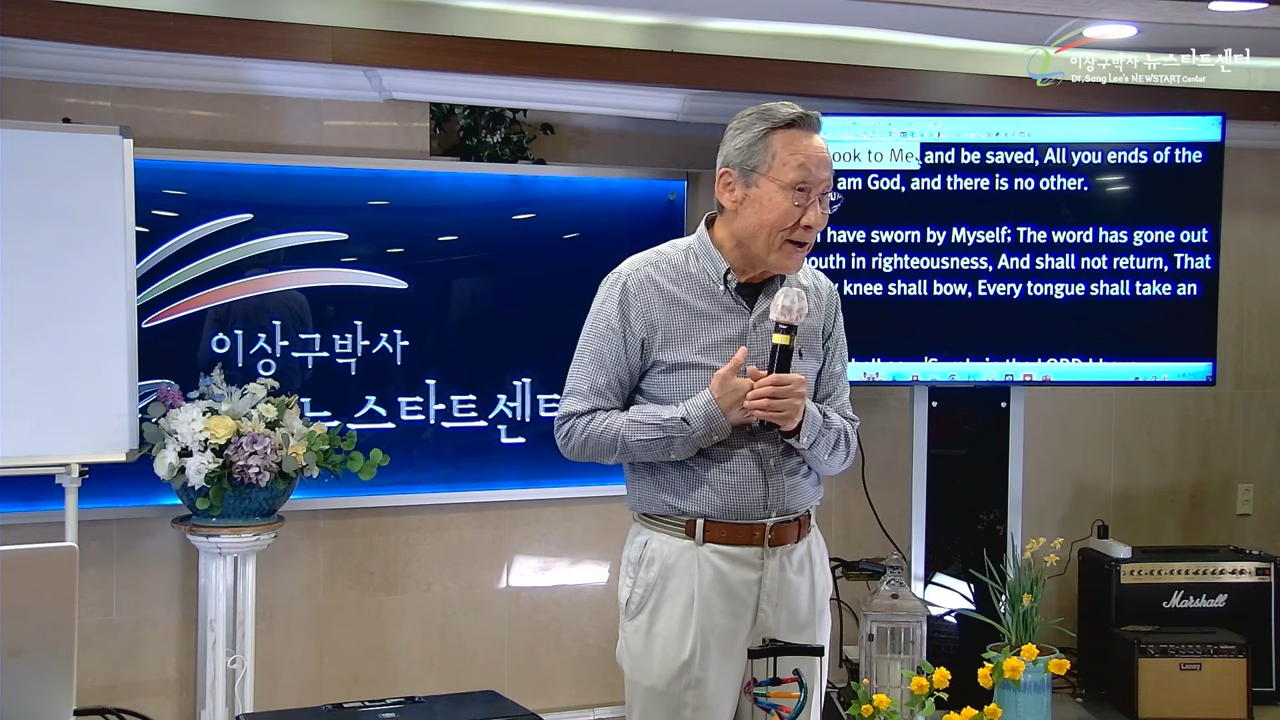 이상구박사 뉴스타트센터
Dr. Sang Lee's NEWSTART Center
ook to Me, and be saved, All you ends of the
am God, and there is no other.
have sworn by Myself; The word has gone out
outh in righteousness, And shall not return, That
knee shall bow, Every tongue shall take an
이상구박사
뉴스타트센터
Marshall
Laney